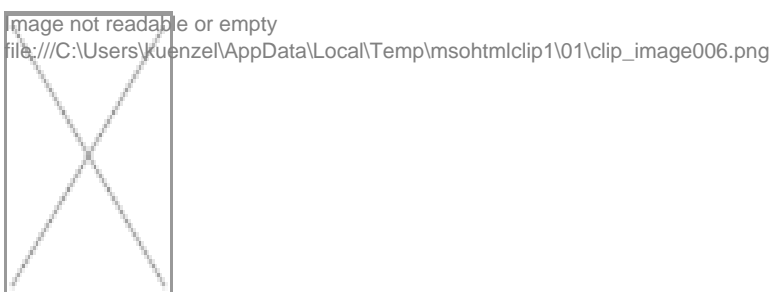 Image not readable or empty
file:///C:\Users\kuenzel\AppData\Local\Temp\msohtmlclip1\01\clip_image006.png